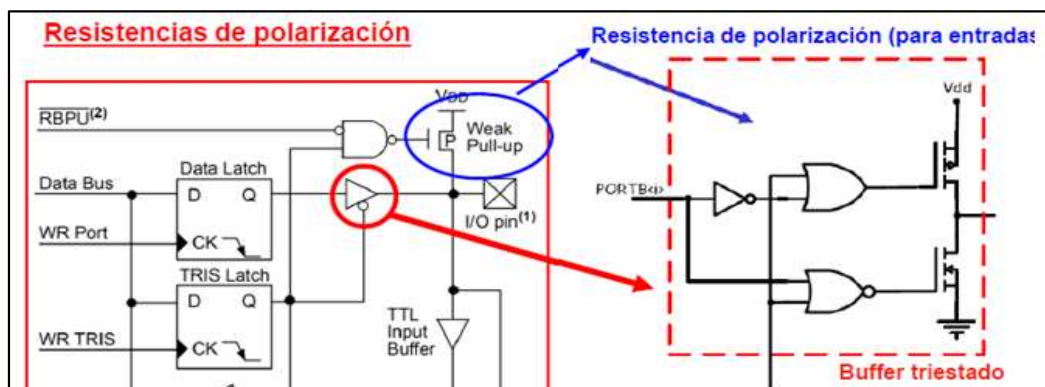 Resistencias de polarización
Resistencia de polarización (para entradas
RBPU(2)
VDD
Weak
Pull-up
P
Data Latch
Data Bus
D
Q
I/O pin(1)
WR Port
CK
TRIS Latch
D
Q
TTL
Input
Buffer
WR TRIS
CK
Vdd
PORTB<i>
Buffer triestado